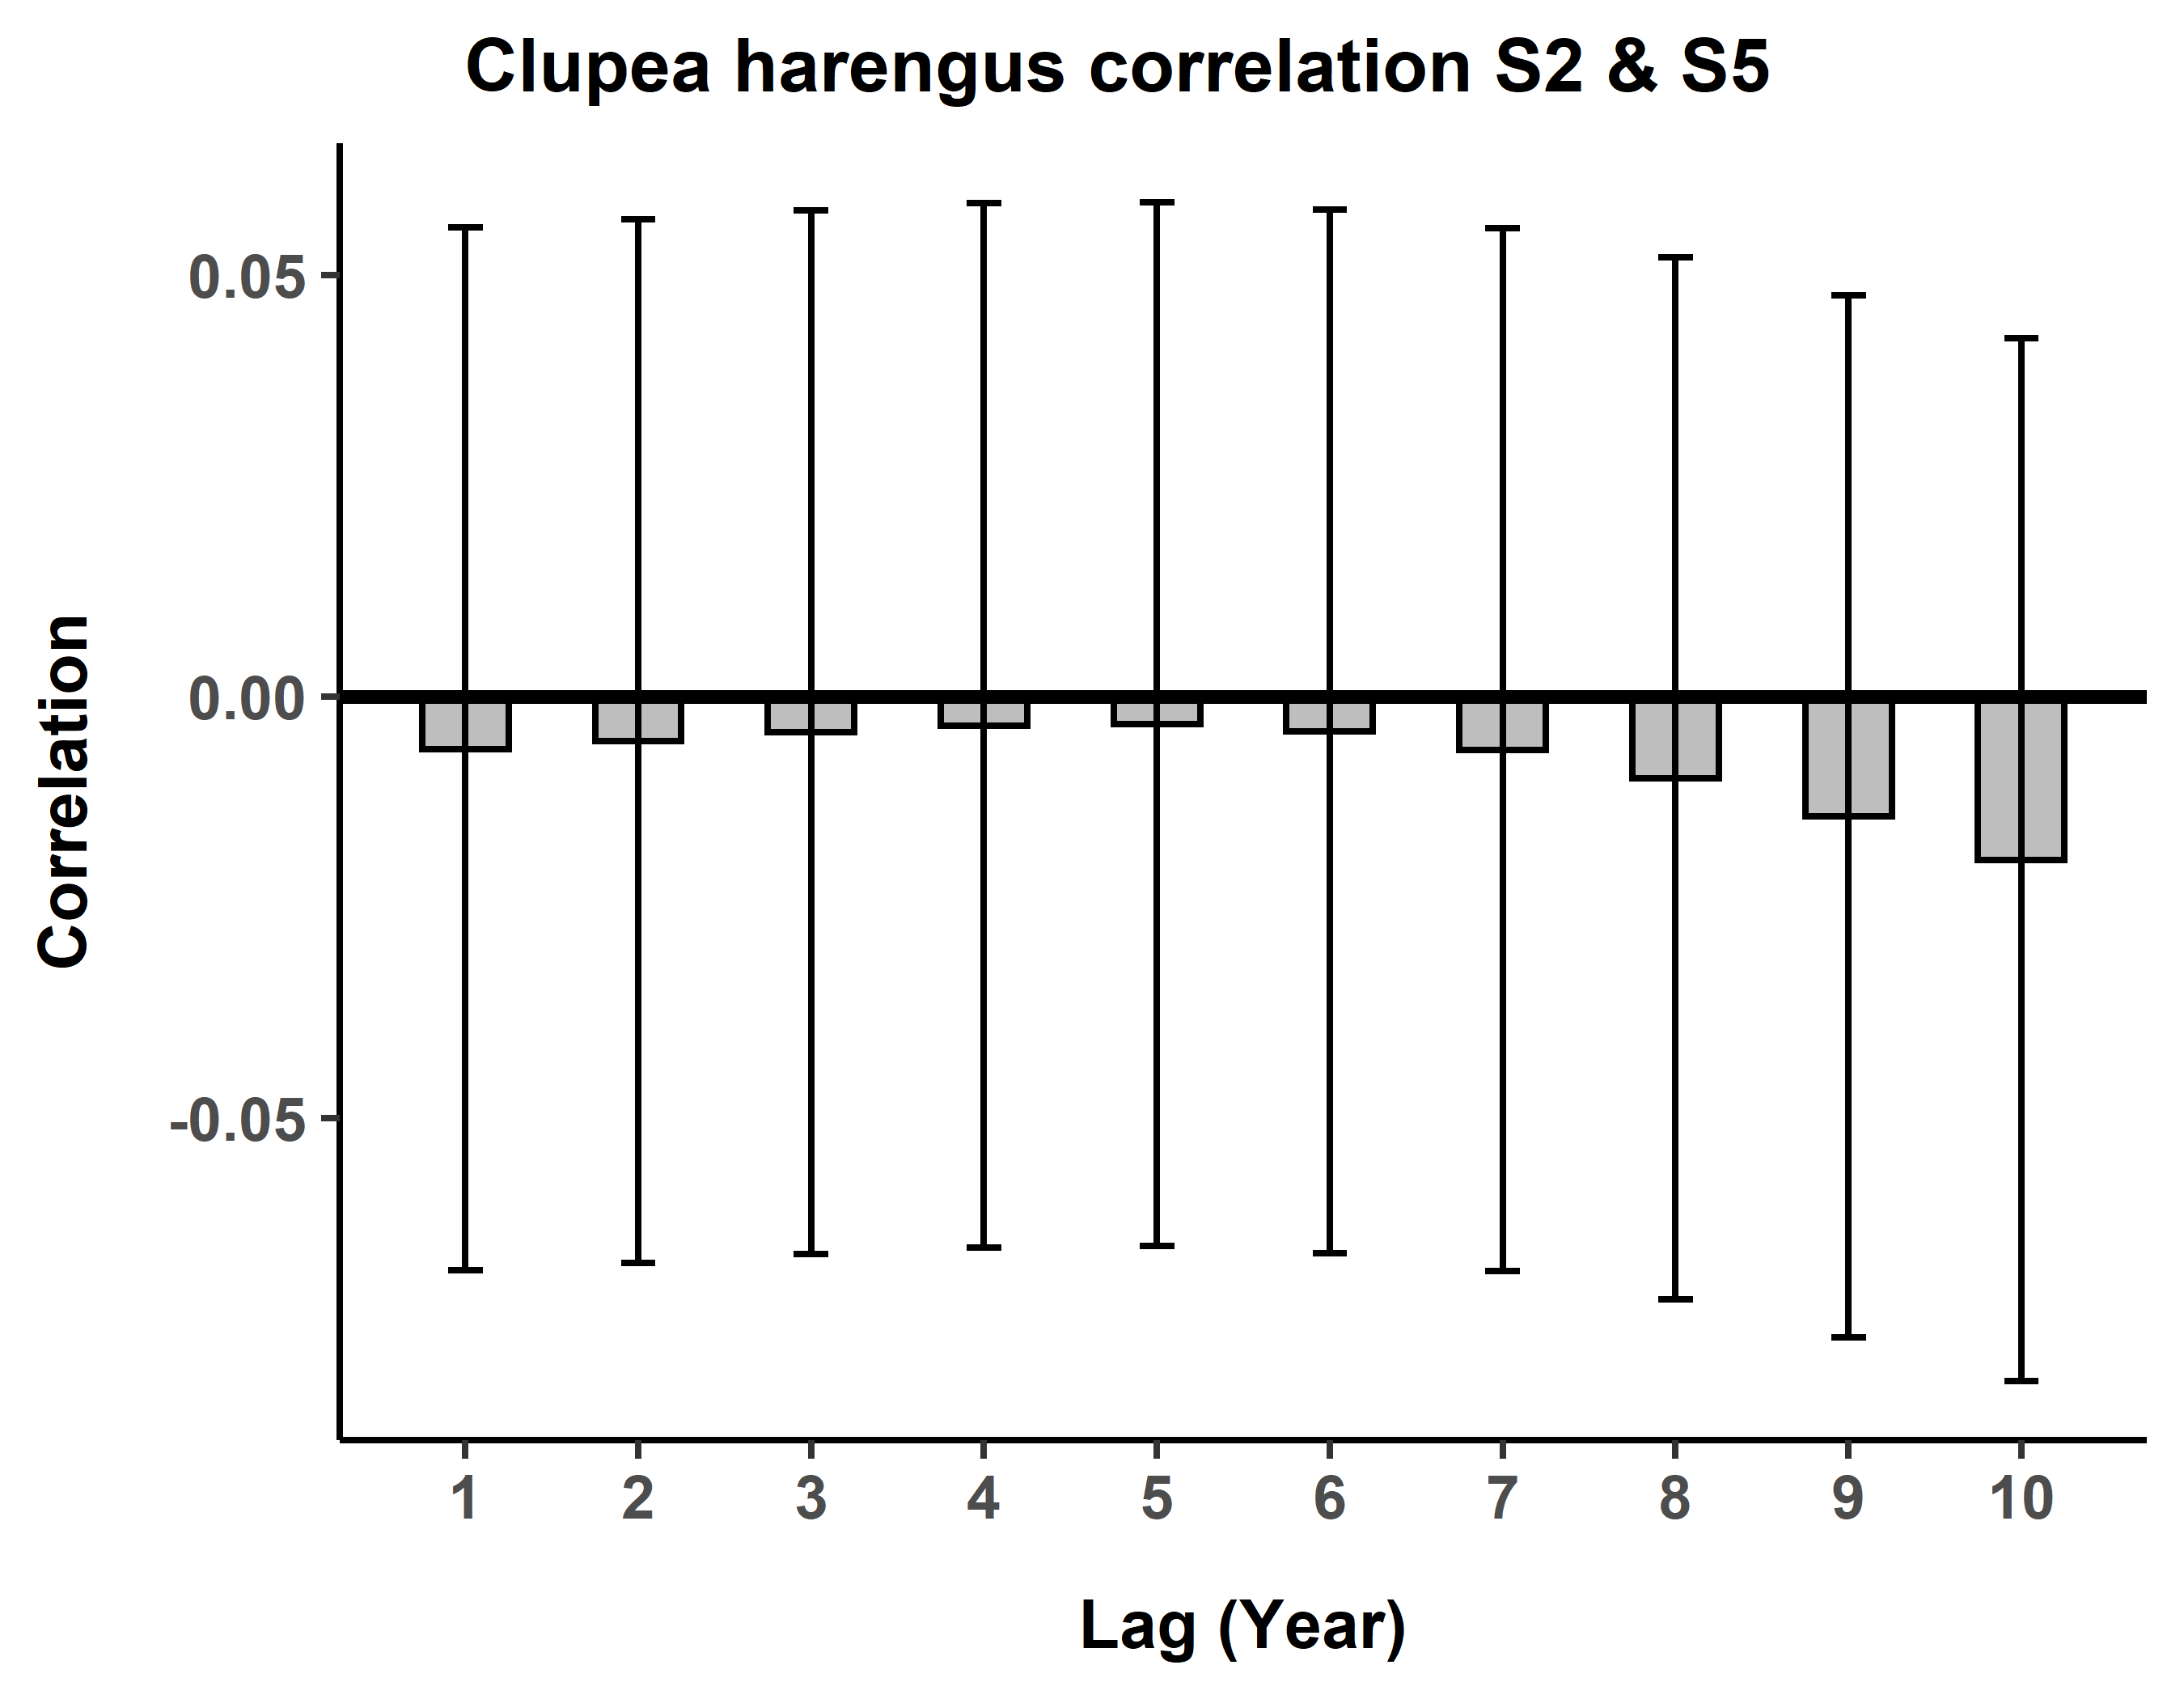 Clupea harengus correlation S2 & S5
Correlation
0.05
0.00
-0.05
1 2 3 4 5 6 7 8 9 10
Lag (Year)